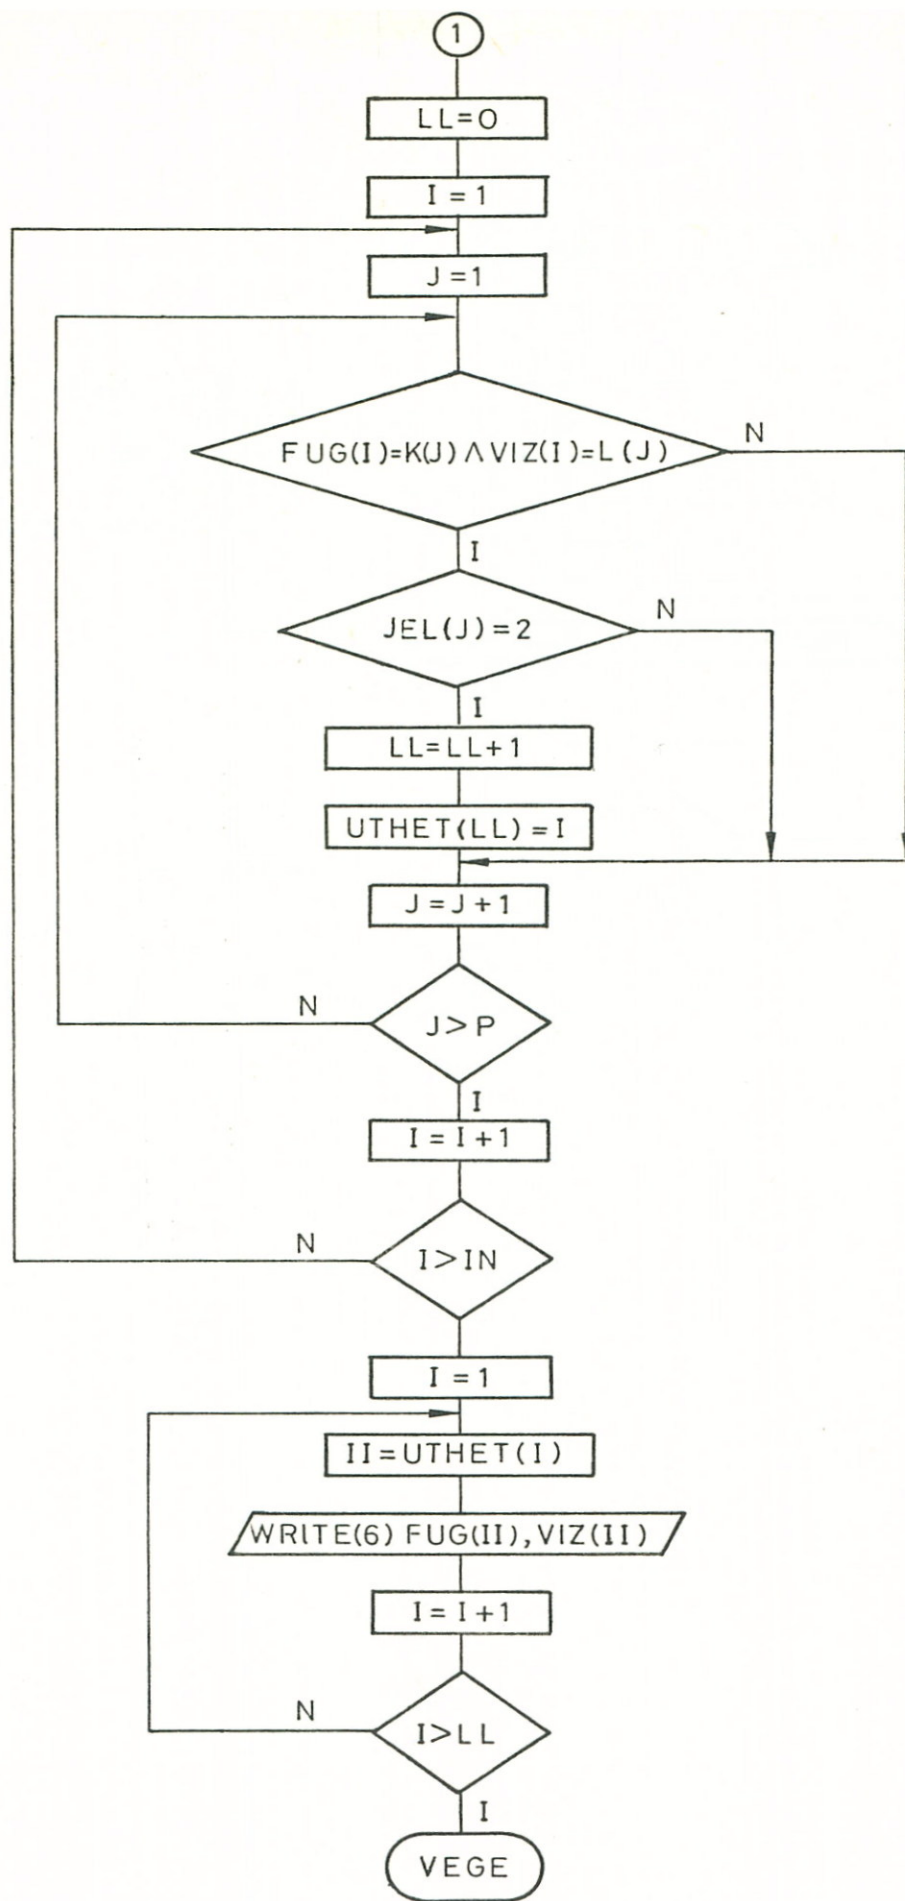 1
LL=0
I = 1
J=1
FUG(I)=K(J)∧VIZ(I)=L(J)
N
I
JEL(J)=2
N
I
LL=LL+1
UTHET(LL)=I
J=J+1
N
J>P
I
I=I+1
N
I>IN
I = 1
II=UTHET(I)
WRITE(6) FUG(II),VIZ(II)
I=I+1
N
I>LL
I
VEGE